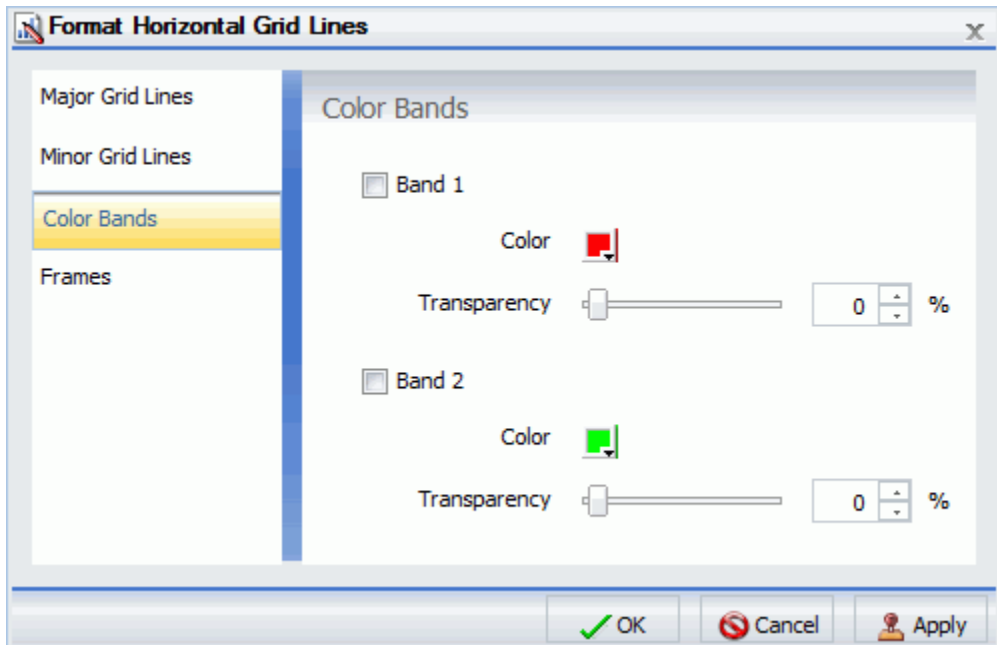 Format Horizontal Grid Lines
Major Grid Lines
Minor Grid Lines
Color Bands
Frames
Color Bands
Band 1
Color
Transparency 0 %
Band 2
Color
Transparency 0 %
OK Cancel Apply